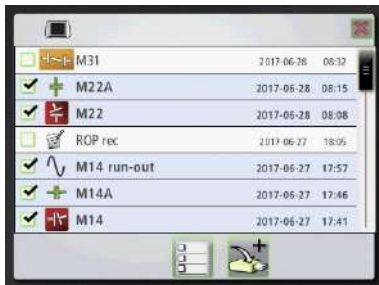 M31 2017-06-28 08:32
M22A 2017-06-28 08:15
M22 2017-06-28 08:08
ROP rec 2017-06-27 18:05
M14 run-out 2017-06-27 17:57
M14A 2017-06-27 17:46
M14 2017-06-27 17:41